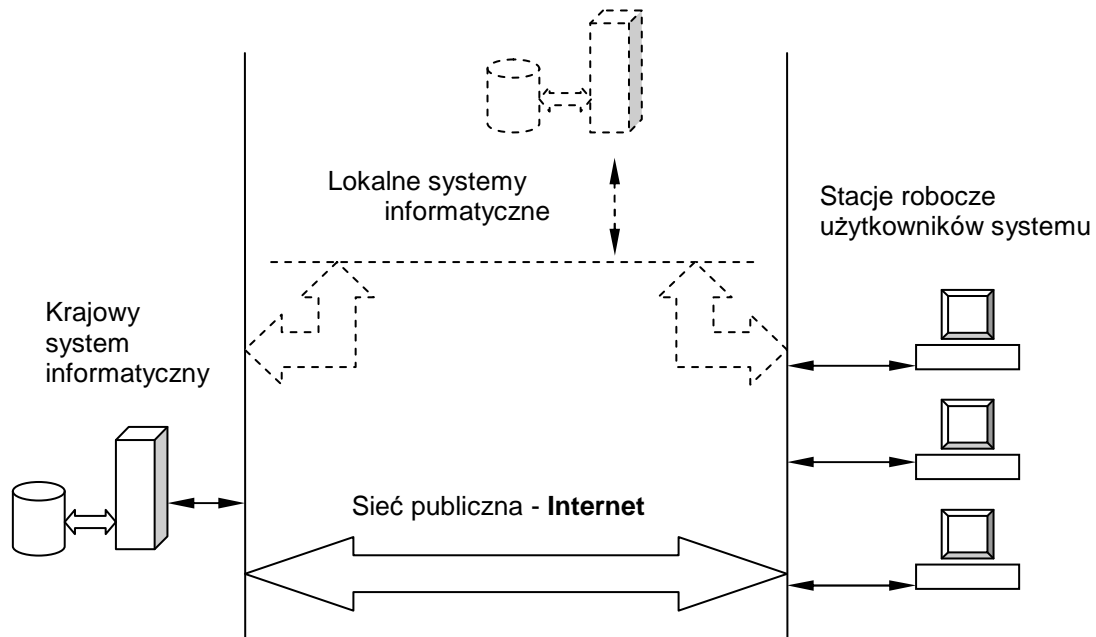 Lokalne systemy
informatyczne
Stacje robocze
użytkowników systemu
Krajowy
system
informatyczny
Sieć publiczna - Internet